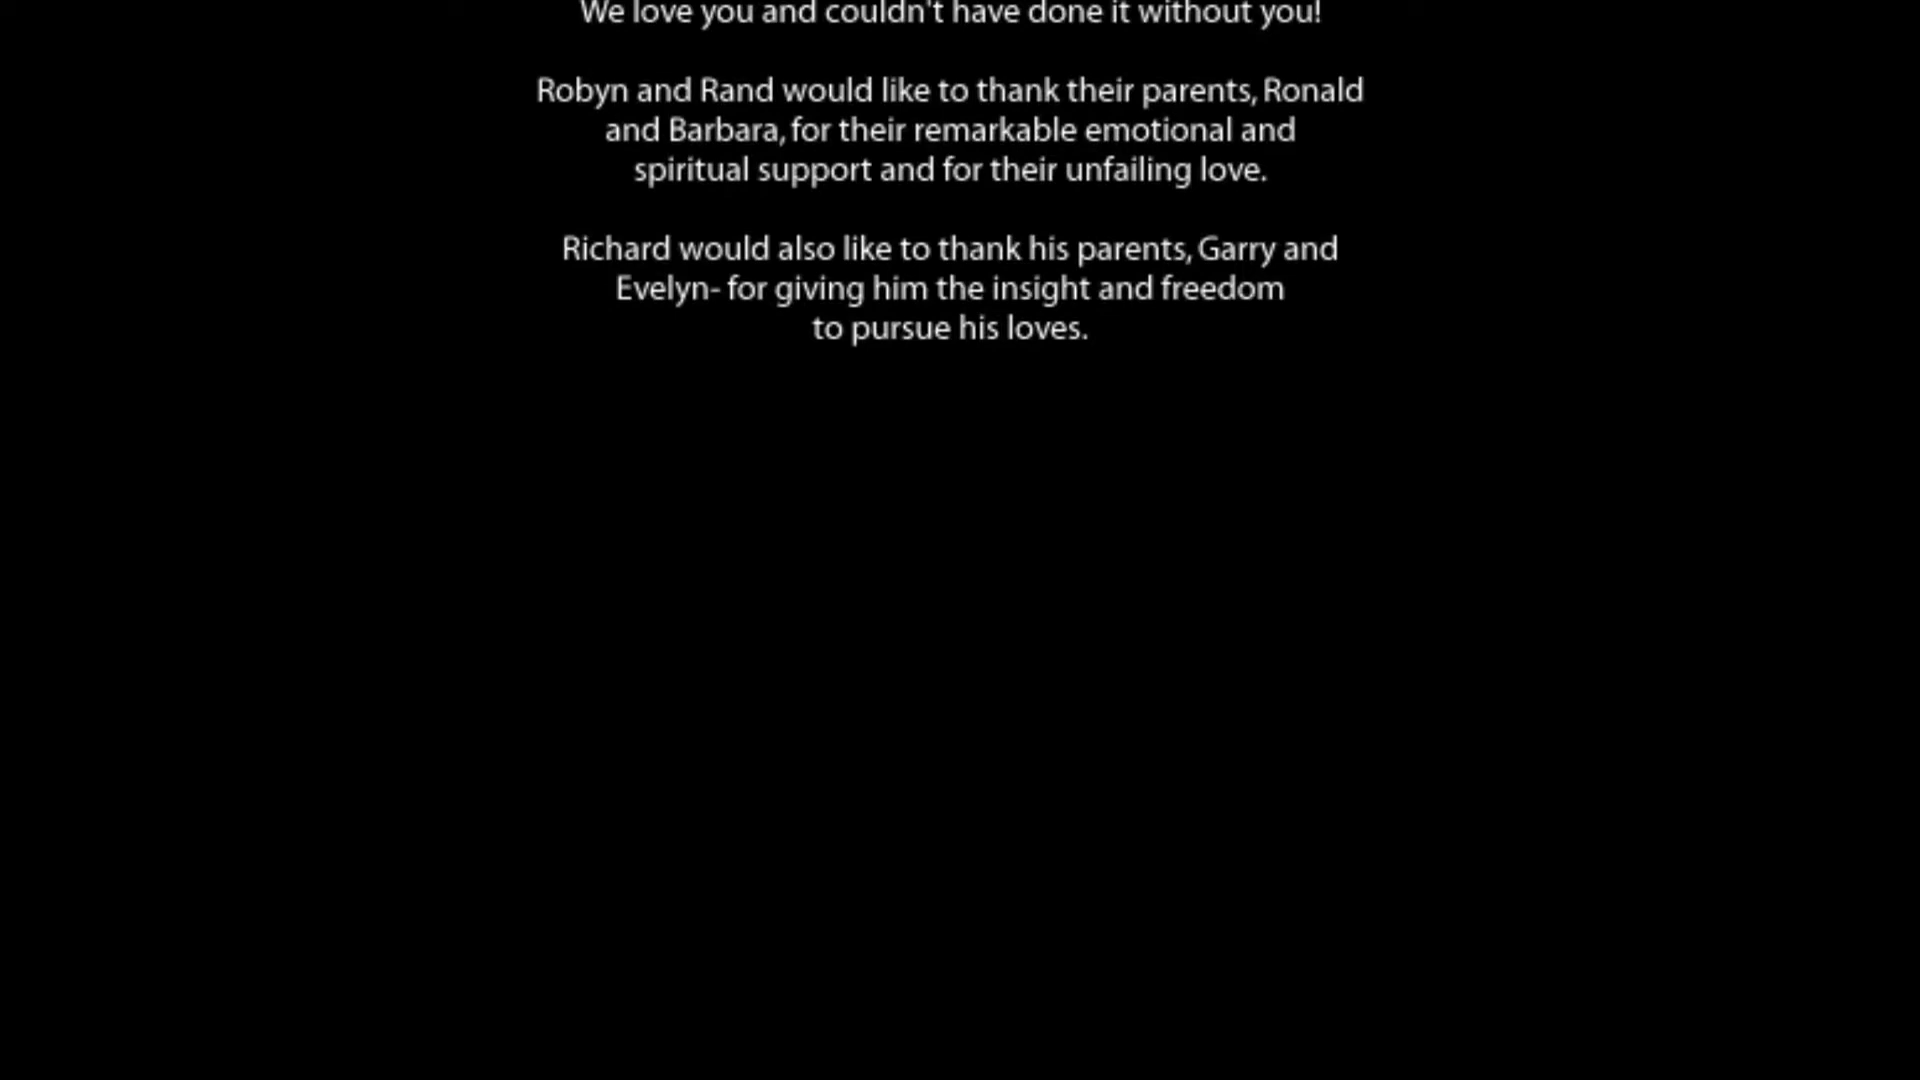 We love you and couldn't have done it without you!
Robyn and Rand would like to thank their parents, Ronald
and Barbara, for their remarkable emotional and
spiritual support and for their unfailing love.
Richard would also like to thank his parents, Garry and
Evelyn- for giving him the insight and freedom
to pursue his loves.